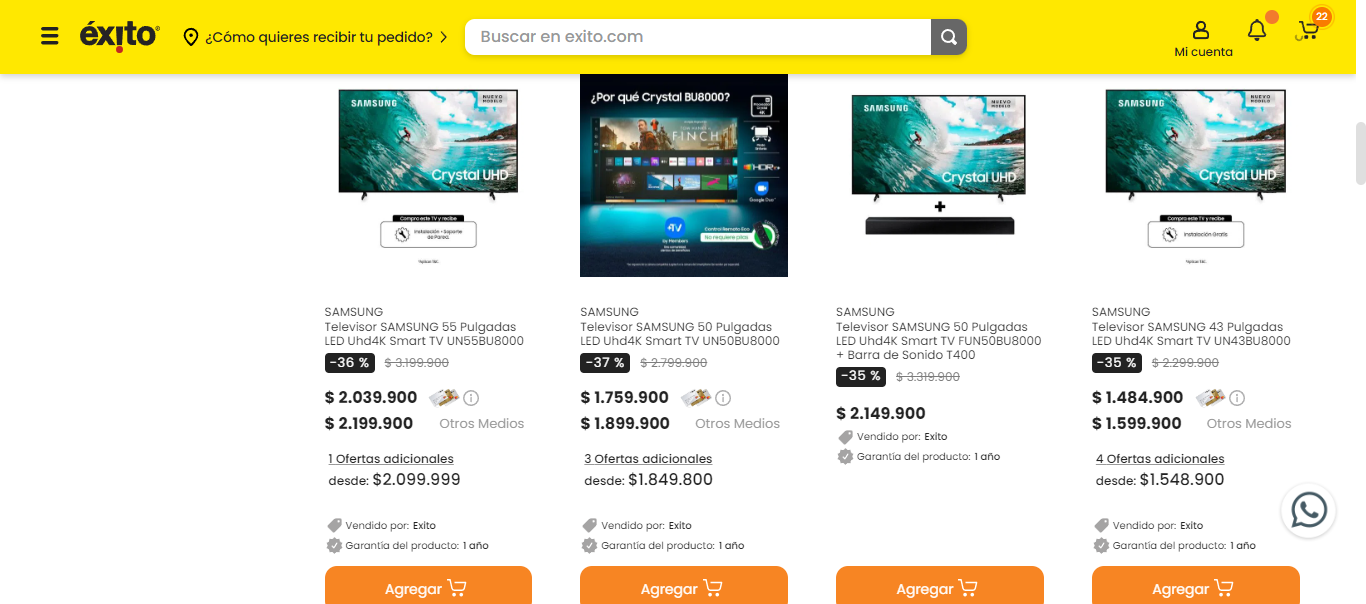 éxito
¿Cómo quieres recibir tu pedido?
Buscar en exito.com
Mi cuenta
22
SAMSUNG
NUEVO MODELO
Crystal UHD
Compra este TV y recibe
Instalación + Soporte
de Pared.
SAMSUNG
Televisor SAMSUNG 55 Pulgadas
LED Uhd4K Smart TV UN55BU8000
-36 % $ 3.199.900
$ 2.039.900
$ 2.199.900 Otros Medios
1 Ofertas adicionales
desde: $2.099.999
Vendido por: Exito
Garantía del producto: 1 año
Agregar
¿Por qué Crystal BU8000?
FINCH
Google Duo
TV
Control Remoto Eco
No requiere pilas
SAMSUNG
Televisor SAMSUNG 50 Pulgadas
LED Uhd4K Smart TV UN50BU8000
-37 % $ 2.799.900
$ 1.759.900
$ 1.899.900 Otros Medios
3 Ofertas adicionales
desde: $1.849.800
Vendido por: Exito
Garantía del producto: 1 año
Agregar
SAMSUNG
NUEVO MODELO
Crystal UHD
+
SAMSUNG
Televisor SAMSUNG 50 Pulgadas
LED Uhd4K Smart TV FUN50BU8000
+ Barra de Sonido T400
-35 % $ 3.319.900
$ 2.149.900
Vendido por: Exito
Garantía del producto: 1 año
Agregar
SAMSUNG
NUEVO MODELO
Crystal UHD
Compra este TV y recibe
Instalación Gratis
SAMSUNG
Televisor SAMSUNG 43 Pulgadas
LED Uhd4K Smart TV UN43BU8000
-35 % $ 2.299.900
$ 1.484.900
$ 1.599.900 Otros Medios
4 Ofertas adicionales
desde: $1.548.900
Vendido por: Exito
Garantía del producto: 1 año
Agregar